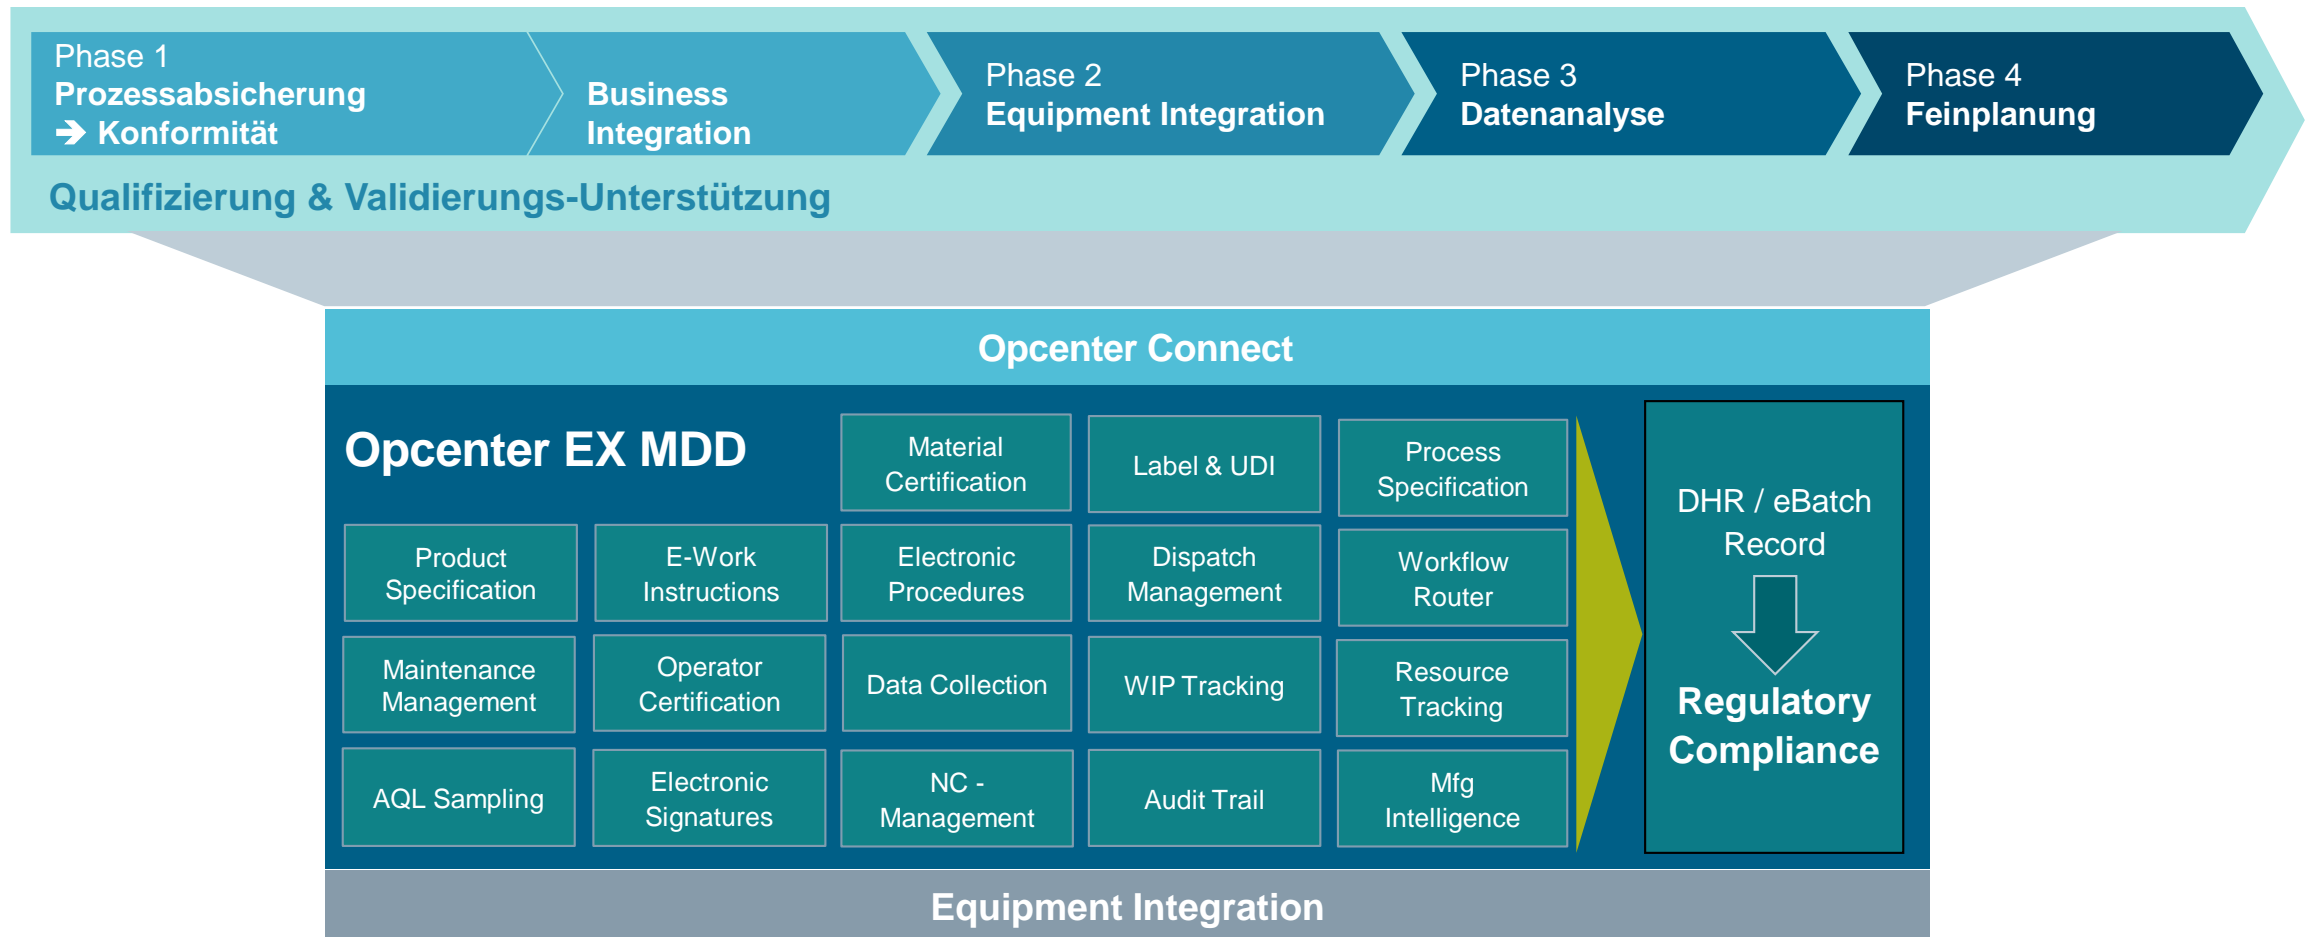 Phase 1
Prozessabsicherung
➔ Konformität
Business
Integration
Phase 2
Equipment Integration
Phase 3
Datenanalyse
Phase 4
Feinplanung
Qualifizierung & Validierungs-Unterstützung
Opcenter Connect
Opcenter EX MDD
Material
Certification
Label & UDI
Process
Specification
Product
Specification
E-Work
Instructions
Electronic
Procedures
Dispatch
Management
Workflow
Router
Maintenance
Management
Operator
Certification
Data Collection
WIP Tracking
Resource
Tracking
AQL Sampling
Electronic
Signatures
NC -
Management
Audit Trail
Mfg
Intelligence
DHR / eBatch
Record
Regulatory
Compliance
Equipment Integration